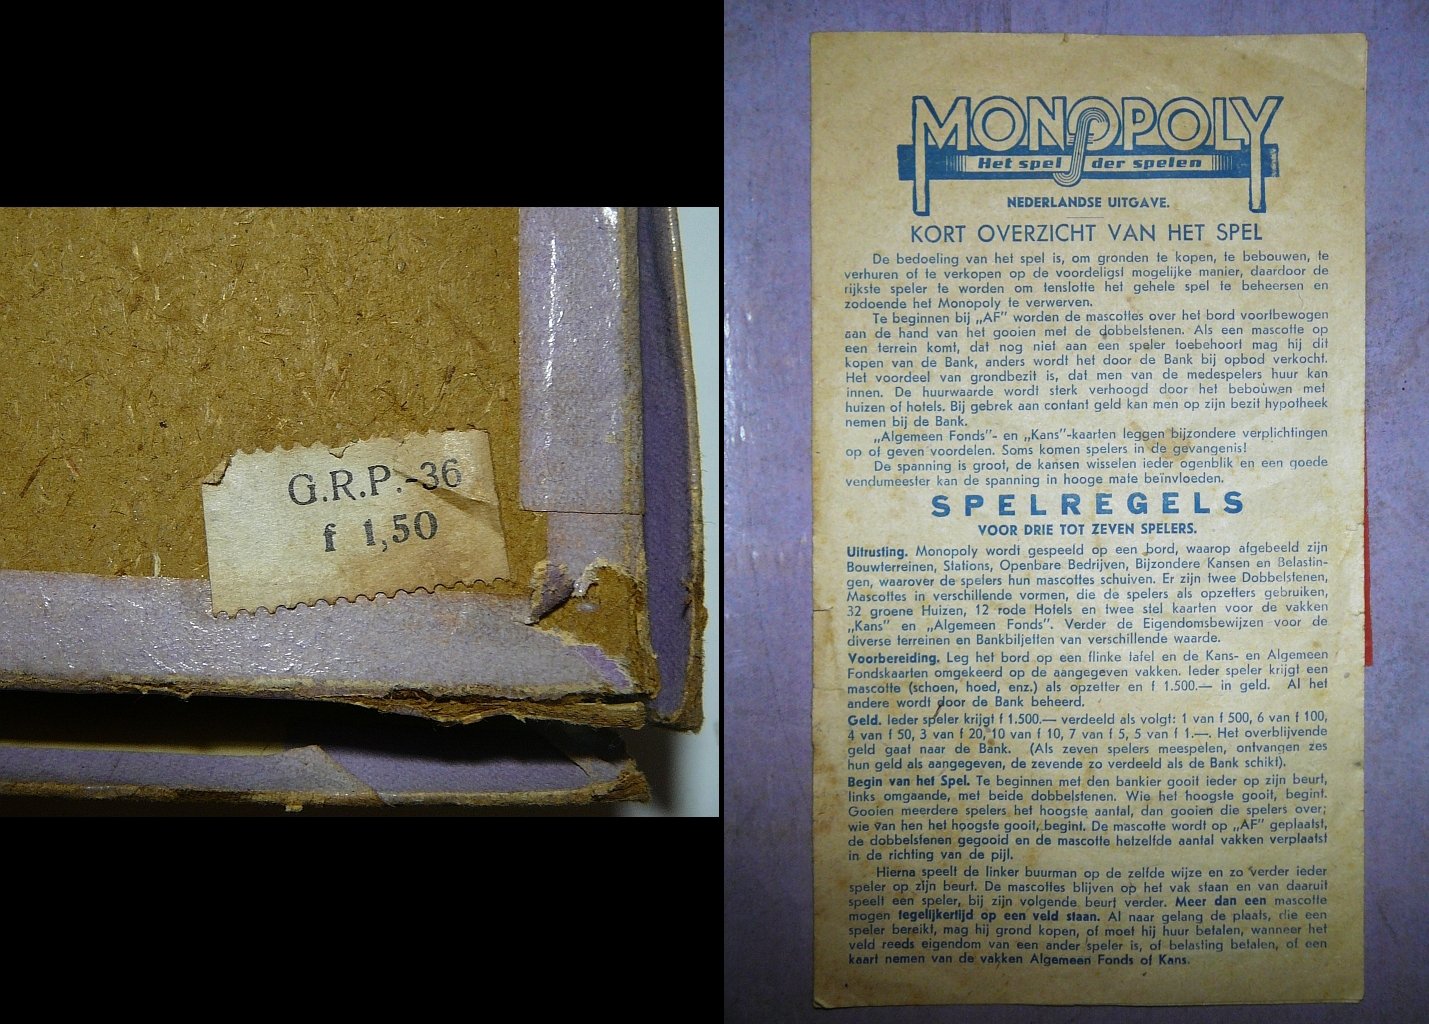 G.R.P.-36
f 1,50
MONOPOLY
Het spel der spelen
NEDERLANDSE UITGAVE.
KORT OVERZICHT VAN HET SPEL
De bedoeling van het spel is, om gronden te kopen, te bebouwen, te
verhuren of te verkopen op de voordeligst mogelijke manier, daardoor de
rijkste speler te worden om tenslotte het gehele spel te beheersen en
zodoende het Monopoly te verwerven.
Te beginnen bij „AF" worden de mascottes over het bord voortbewogen
aan de hand van het gooien met de dobbelstenen. Als een mascotte op
een terrein komt, dat nog niet aan een speler toebehoort mag hij dit
kopen van de Bank, anders wordt het door de Bank bij opbod verkocht.
Het voordeel van grondbezit is, dat men van de medespelers huur kan
innen. De huurwaarde wordt sterk verhoogd door het bebouwen met
huizen of hotels. Bij gebrek aan contant geld kan men op zijn bezit hypotheek
nemen bij de Bank.
„Algemeen Fonds"- en „Kans"-kaarten leggen bijzondere verplichtingen
op of geven voordelen. Soms komen spelers in de gevangenis!
De spanning is groot, de kansen wisselen ieder ogenblik en een goede
vendumeester kan de spanning in hooge mate beïnvloeden.
SPELREGELS
VOOR DRIE TOT ZEVEN SPELERS.
Uitrusting. Monopoly wordt gespeeld op een bord, waarop afgebeeld zijn
Bouwterreinen, Stations, Openbare Bedrijven, Bijzondere Kansen en Belastin-
gen, waarover de spelers hun mascottes schuiven. Er zijn twee Dobbelstenen,
Mascottes in verschillende vormen, die de spelers als opzetters gebruiken,
32 groene Huizen, 12 rode Hotels en twee stel kaarten voor de vakken
„Kans" en „Algemeen Fonds". Verder de Eigendomsbewijzen voor de
diverse terreinen en Bankbiljetten van verschillende waarde.
Voorbereiding. Leg het bord op een flinke tafel en de Kans- en Algemeen
Fondskaarten omgekeerd op de aangegeven vakken. Ieder speler krijgt een
mascotte (schoen, hoed, enz.) als opzetter en f 1.500.— in geld. Al het
andere wordt door de Bank beheerd.
Geld. Ieder speler krijgt f 1.500.— verdeeld als volgt: 1 van f 500, 6 van f 100,
4 van f 50, 3 van f 20, 10 van f 10, 7 van f 5, 5 van f 1.—. Het overblijvende
geld gaat naar de Bank. (Als zeven spelers meespelen, ontvangen zes
hun geld als aangegeven, de zevende zo verdeeld als de Bank schikt).
Begin van het Spel. Te beginnen met den bankier gooit ieder op zijn beurt,
links omgaande, met beide dobbelstenen. Wie het hoogste gooit, begint.
Gooien meerdere spelers het hoogste aantal, dan gooien die spelers over;
wie van hen het hoogste gooit, begint. De mascotte wordt op „AF" geplaatst,
de dobbelstenen gegooid en de mascotte hetzelfde aantal vakken verplaatst
in de richting van de pijl.
Hierna speelt de linker buurman op de zelfde wijze en zo verder ieder
speler op zijn beurt. De mascottes blijven op het vak staan en van daaruit
speelt een speler, bij zijn volgende beurt verder. Meer dan een mascotte
mogen tegelijkertijd op een veld staan. Al naar gelang de plaats, die een
speler bereikt, mag hij grond kopen, of moet hij huur betalen, wanneer het
veld reeds eigendom van een ander speler is, of belasting betalen, of een
kaart nemen van de vakken Algemeen Fonds of Kans.